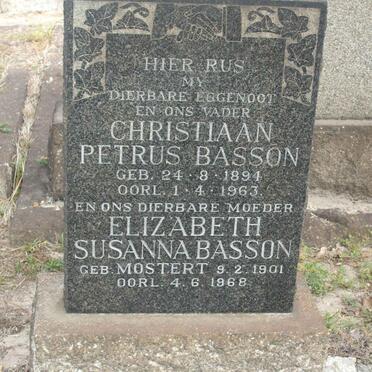 HIER RUS
MY
DIERBARE EGGENOOT
EN ONS VADER
CHRISTIAAN
PETRUS BASSON
GEB. 24·8·1894
OORL. 1·4·1963.
EN ONS DIERBARE MOEDER
ELIZABETH
SUSANNA BASSON
GEB. MOSTERT 9.2.1901
OORL. 4.6.1968